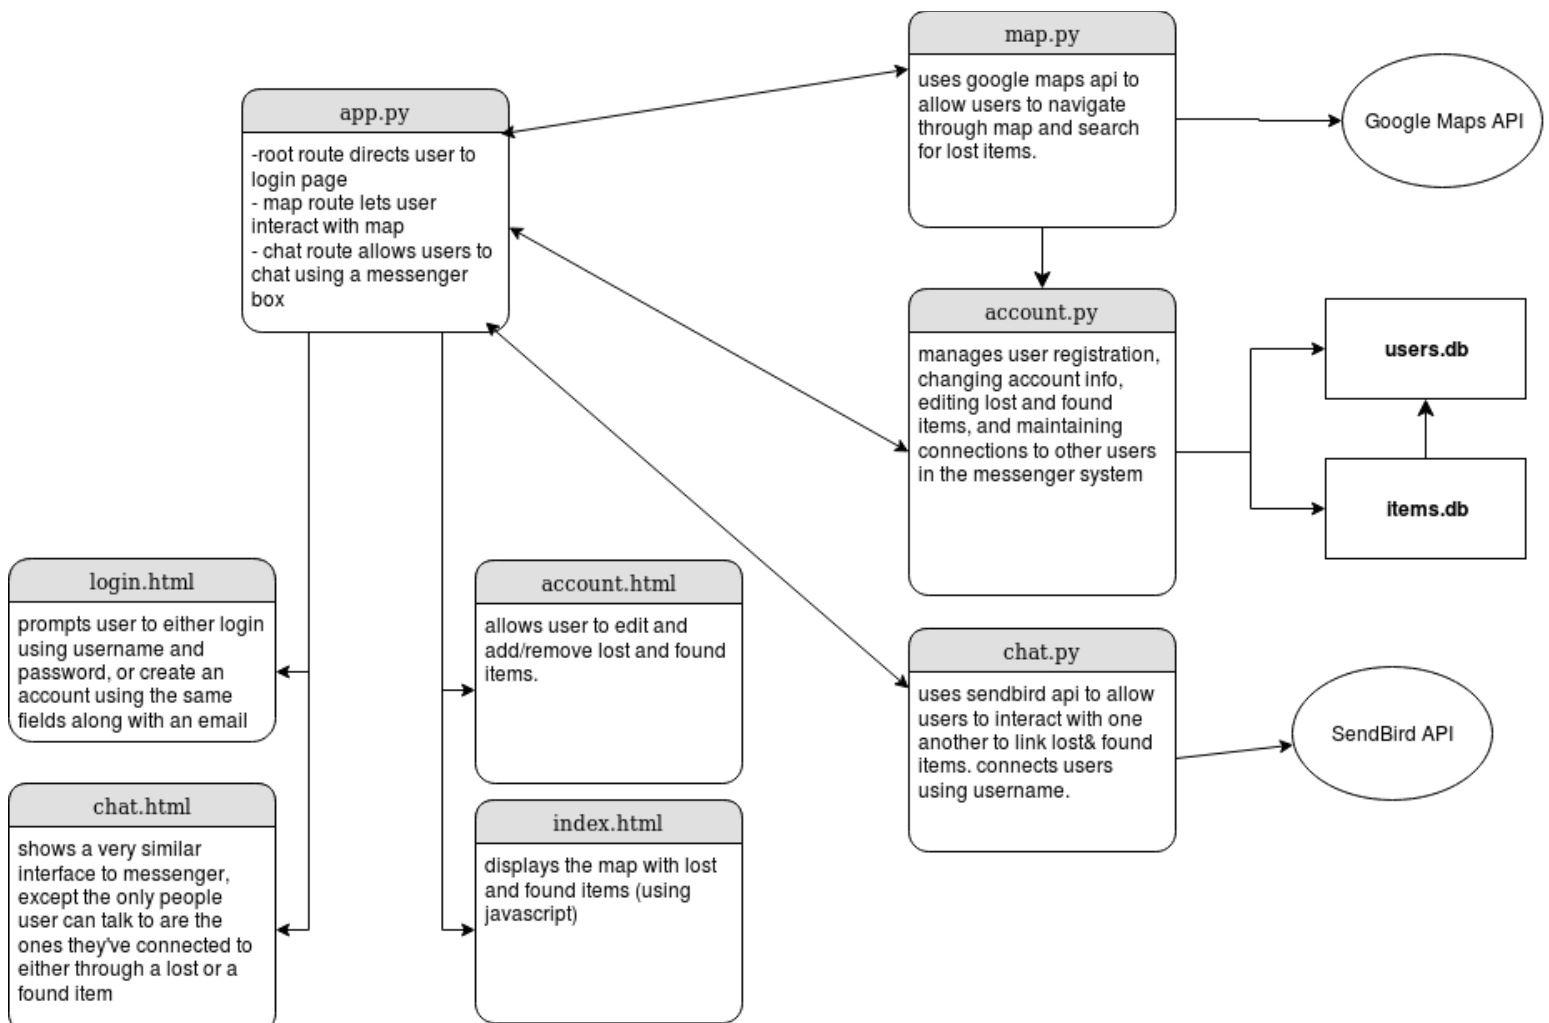 map.py
uses google maps api to
allow users to navigate
through map and search
for lost items.
Google Maps API
app.py
-root route directs user to
login page
- map route lets user
interact with map
- chat route allows users to
chat using a messenger
box
account.py
manages user registration,
changing account info,
editing lost and found
items, and maintaining
connections to other users
in the messenger system
users.db
items.db
login.html
prompts user to either login
using username and
password, or create an
account using the same
fields along with an email
account.html
allows user to edit and
add/remove lost and found
items.
chat.py
uses sendbird api to allow
users to interact with one
another to link lost& found
items. connects users
using username.
SendBird API
chat.html
shows a very similar
interface to messenger,
except the only people
user can talk to are the
ones they've connected to
either through a lost or a
found item
index.html
displays the map with lost
and found items (using
javascript)